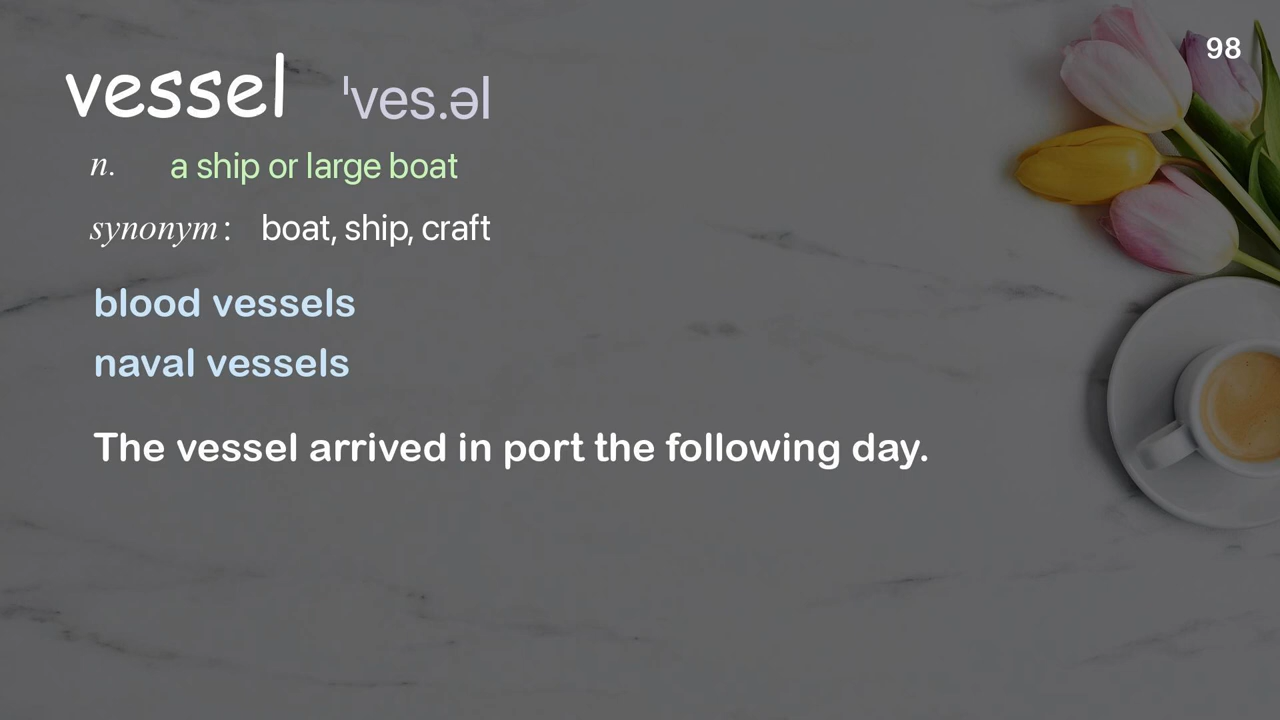 98
vessel ˈves.əl
n. a ship or large boat
synonym: boat, ship, craft
blood vessels
naval vessels
The vessel arrived in port the following day.